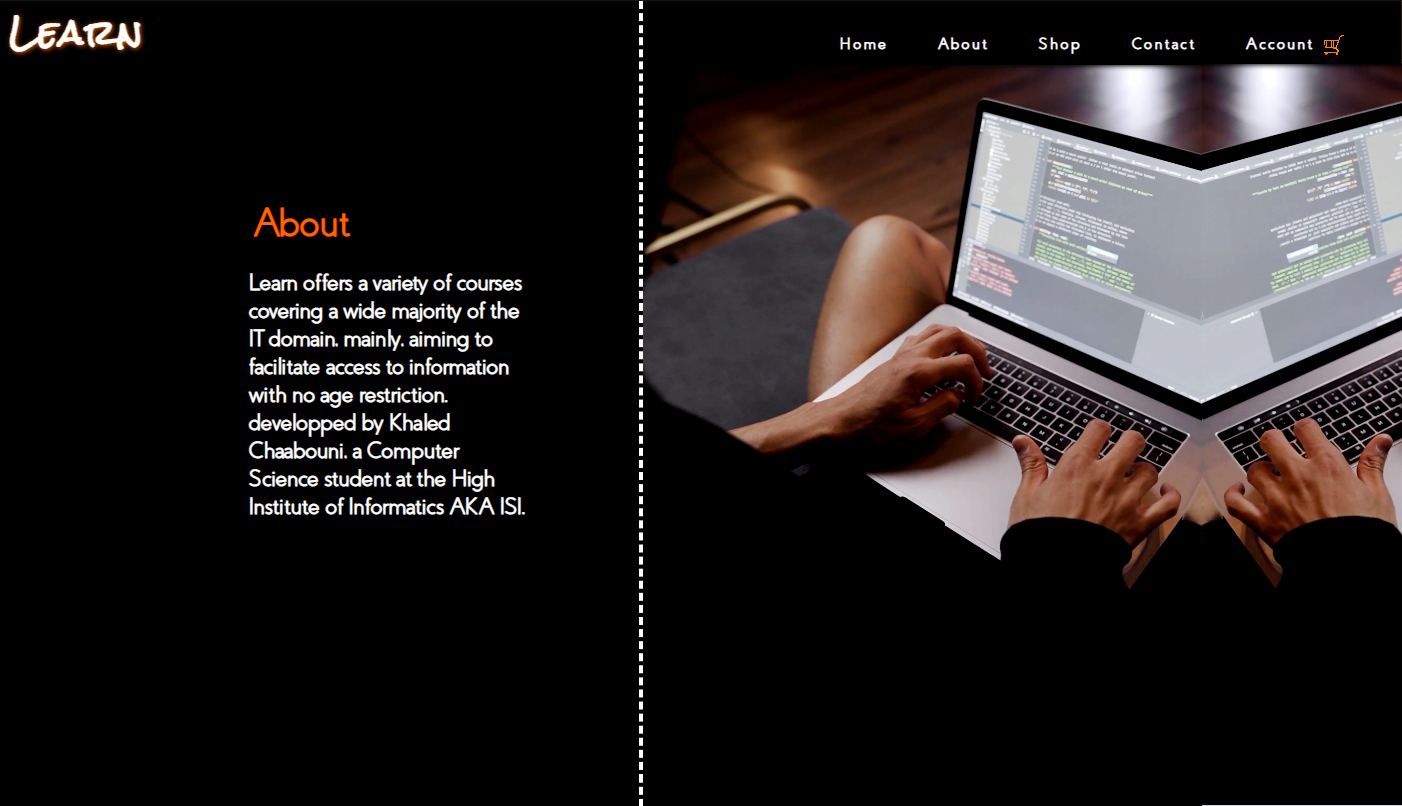 Learn
Home About Shop Contact Account
About
Learn offers a variety of courses
covering a wide majority of the
IT domain. mainly. aiming to
facilitate access to information
with no age restriction.
developped by Khaled
Chaabouni. a Computer
Science student at the High
Institute of Informatics AKA ISI.